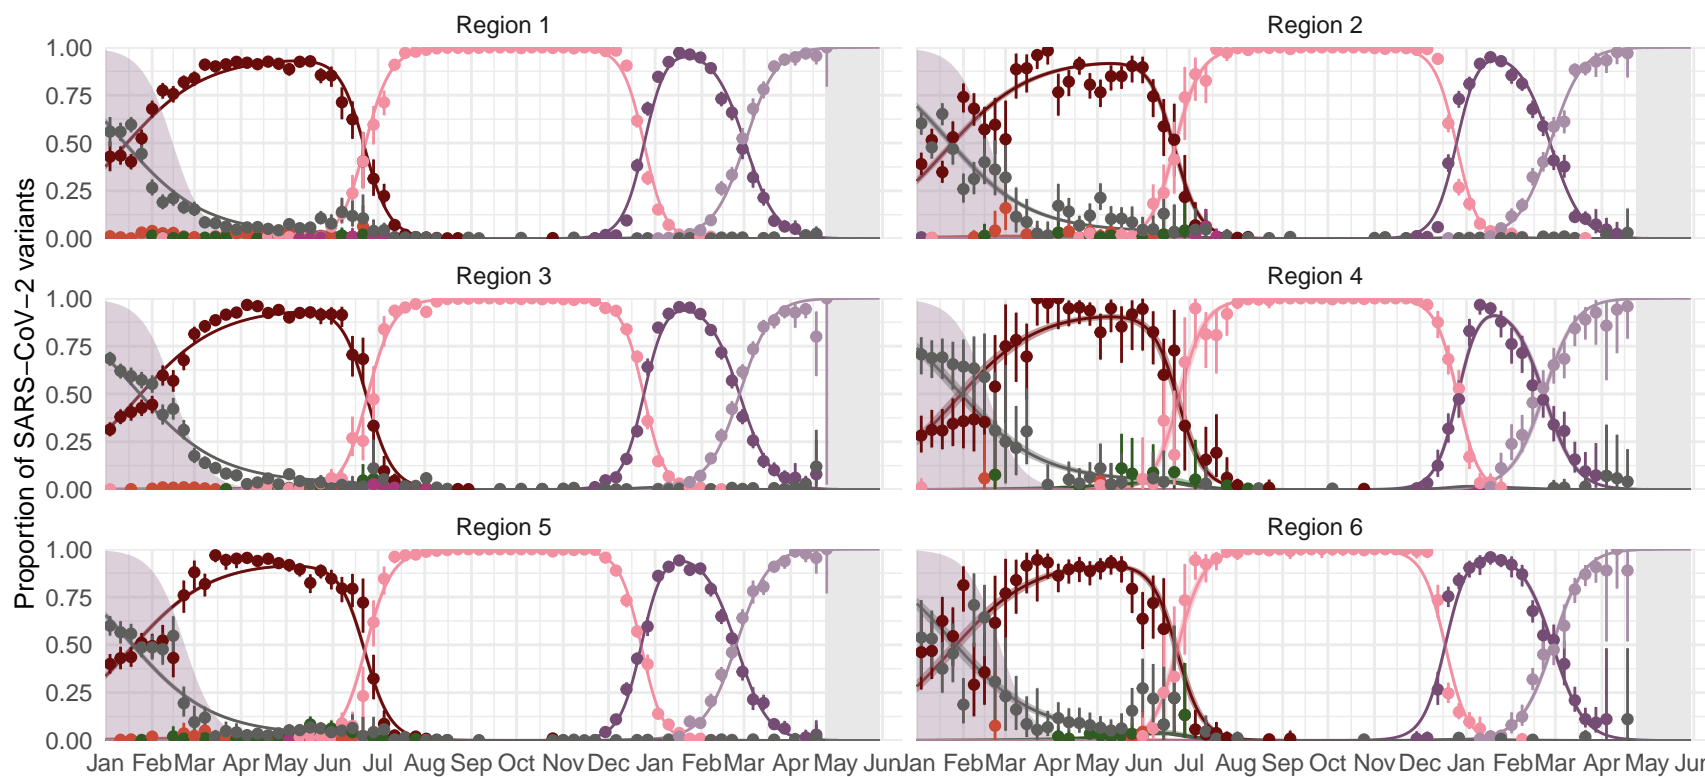 Region 1
Region 2
1.00
0.75
0.50
0.25
0.00
Region 3
Region 4
1.00
0.75
0.50
0.25
0.00
Region 5
Region 6
1.00
0.75
0.50
0.25
0.00
Proportion of SARS−CoV−2 variants
Jan Feb Mar Apr May Jun Jul Aug Sep Oct Nov Dec Jan Feb Mar Apr May Jun
Jan Feb Mar Apr May Jun Jul Aug Sep Oct Nov Dec Jan Feb Mar Apr May Ju